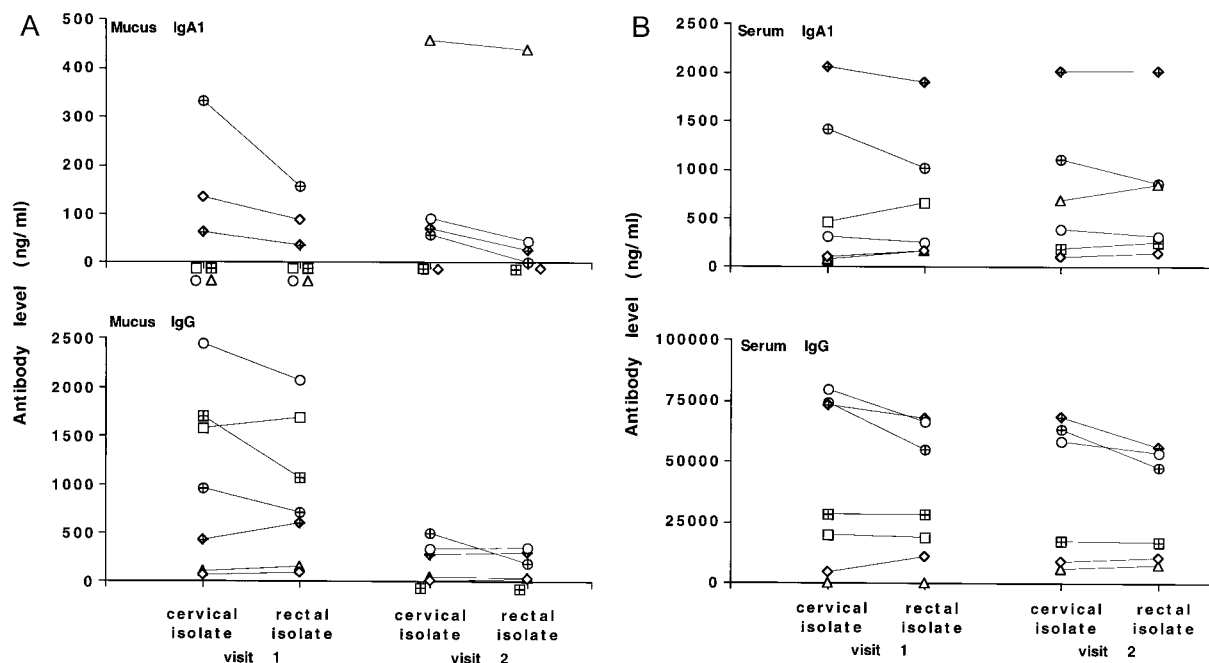 A
Mucus IgA1
500
400
300
200
100
0
Mucus IgG
2500
2000
1500
1000
500
0
Antibody level (ng/ml)
cervical isolate
rectal isolate
visit 1
cervical isolate
rectal isolate
visit 2
B
Serum IgA1
2500
2000
1500
1000
500
0
Serum IgG
100000
75000
50000
25000
0
Antibody level (ng/ml)
cervical isolate
rectal isolate
visit 1
cervical isolate
rectal isolate
visit 2